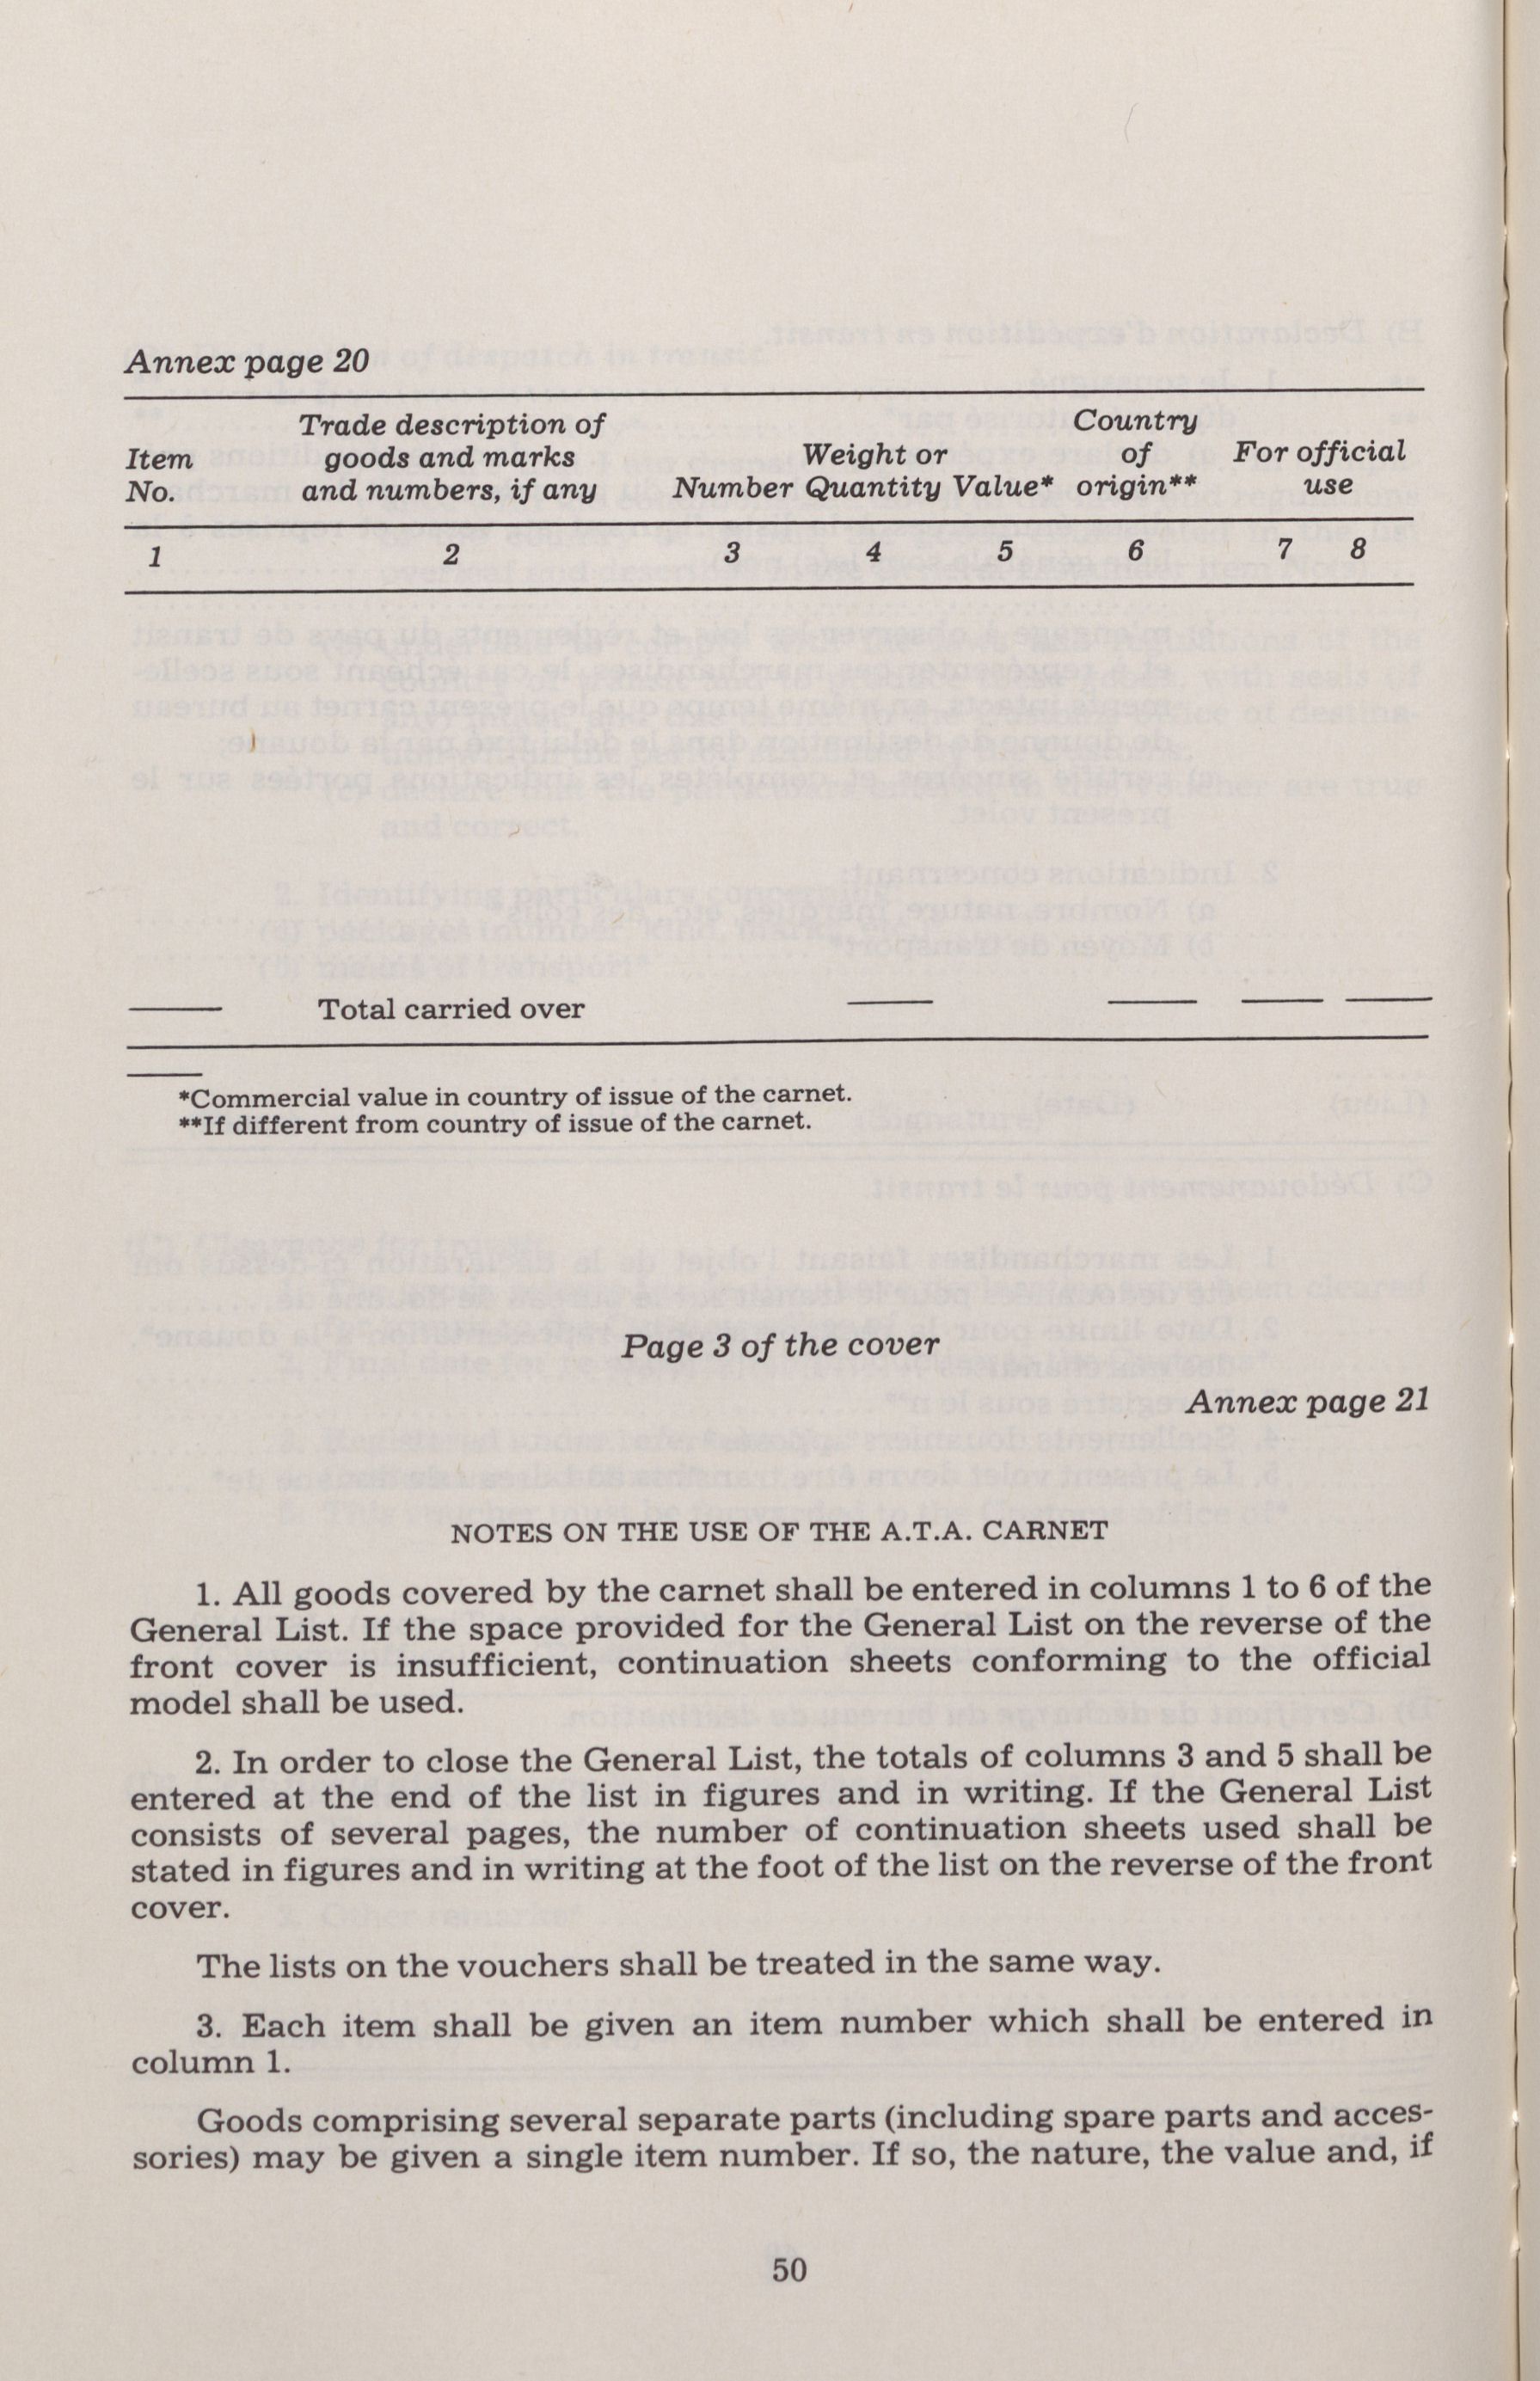 Annex page 20
Trade description of Country
Item goods and marks Weight or of For official
No. and numbers, if any Number Quantity Value* origin** use
1 2 3 4 5 6 7 8
Total carried over
*Commercial value in country of issue of the carnet.
**If different from country of issue of the carnet.
Page 3 of the cover
Annex page 21
NOTES ON THE USE OF THE A.T.A. CARNET
1. All goods covered by the carnet shall be entered in columns 1 to 6 of the
General List. If the space provided for the General List on the reverse of the
front cover is insufficient, continuation sheets conforming to the official
model shall be used.
2. In order to close the General List, the totals of columns 3 and 5 shall be
entered at the end of the list in figures and in writing. If the General List
consists of several pages, the number of continuation sheets used shall be
stated in figures and in writing at the foot of the list on the reverse of the front
cover.
The lists on the vouchers shall be treated in the same way.
3. Each item shall be given an item number which shall be entered in
column 1.
Goods comprising several separate parts (including spare parts and acces-
sories) may be given a single item number. If so, the nature, the value and, if
50